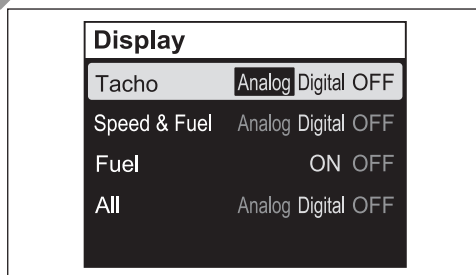 Display
Tacho Analog Digital OFF
Speed & Fuel Analog Digital OFF
Fuel ON OFF
All Analog Digital OFF